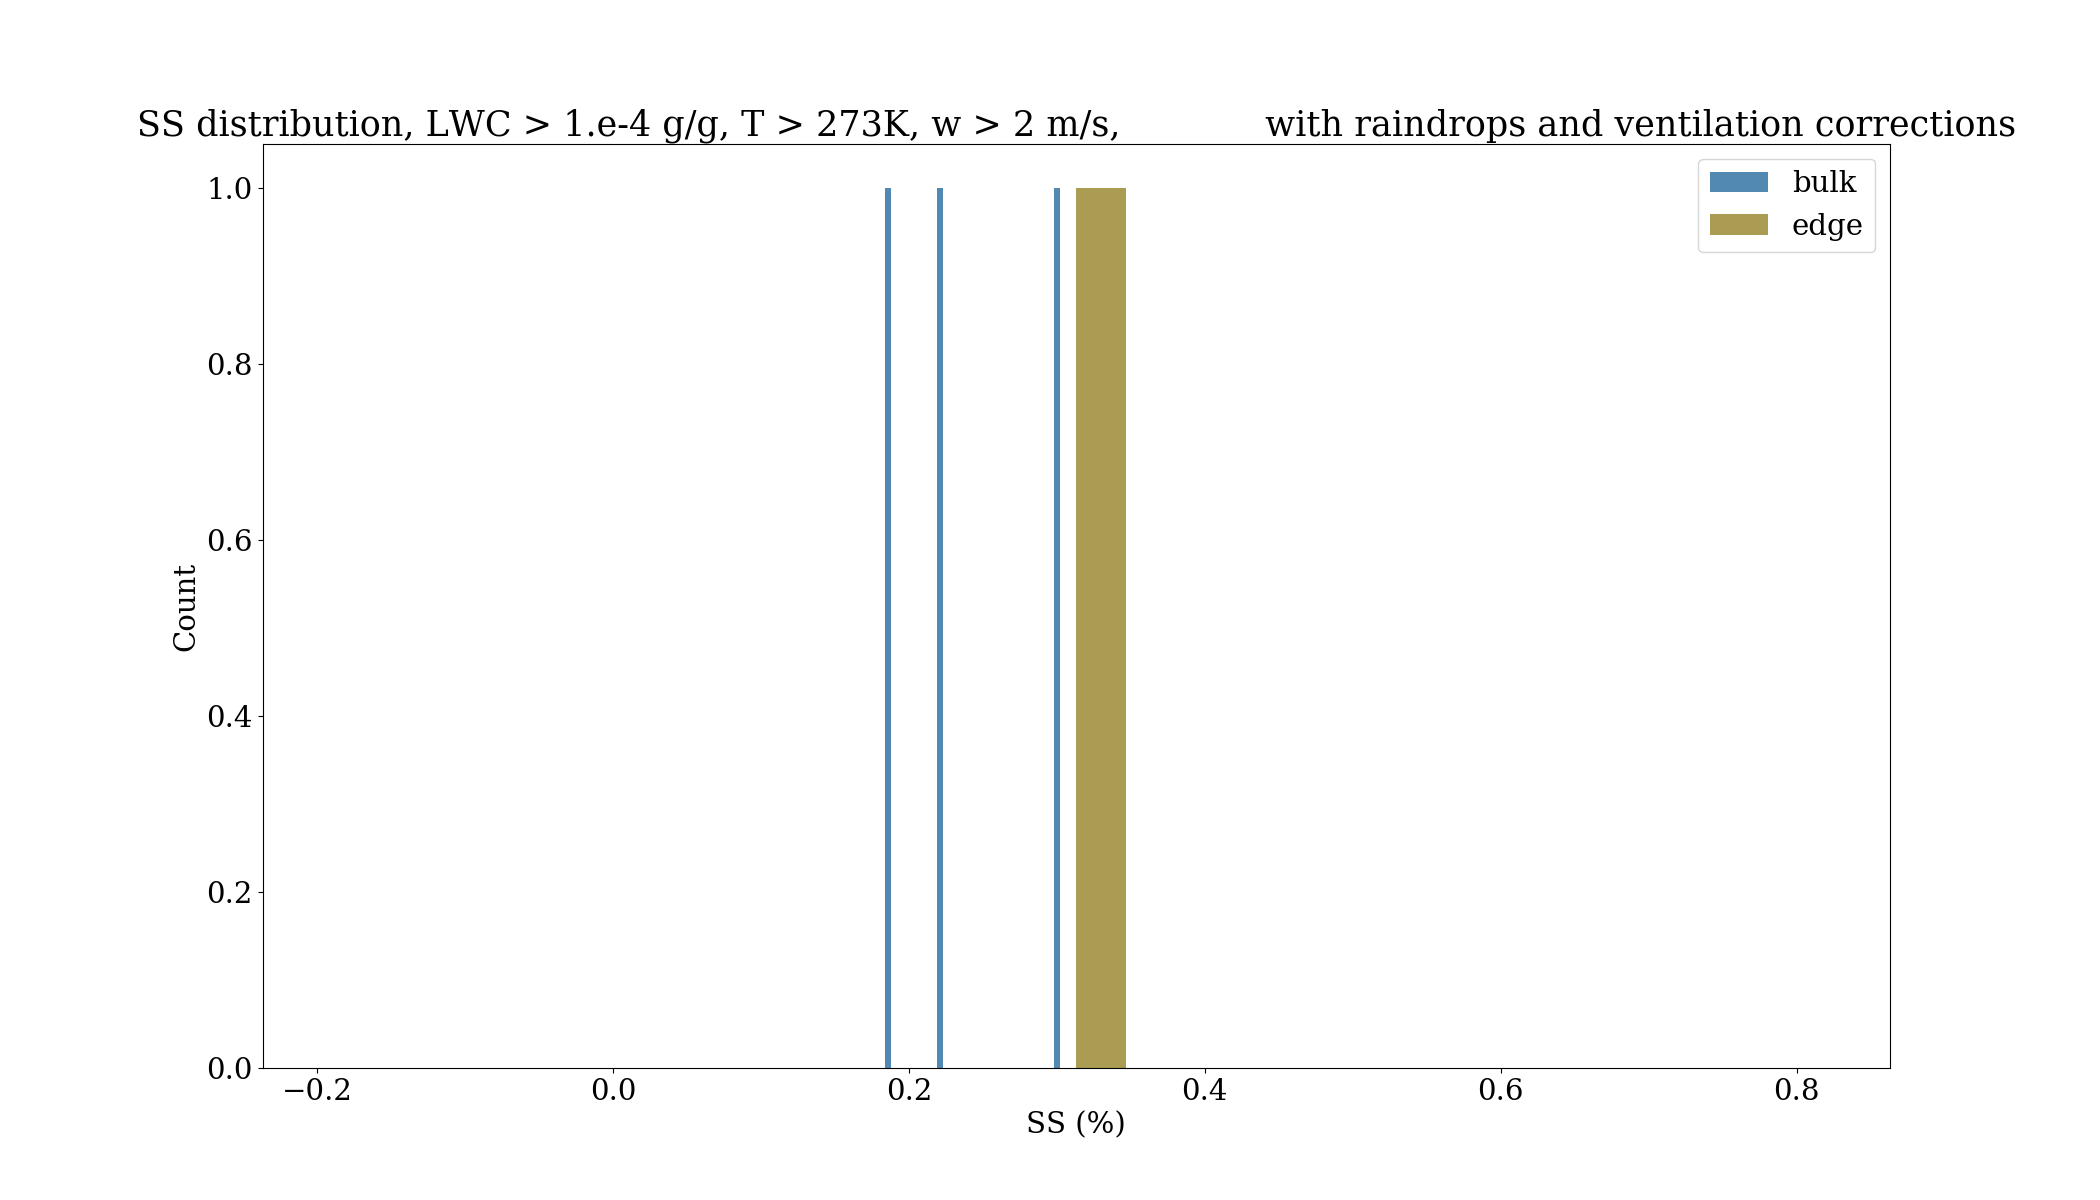 SS distribution, LWC > 1.e-4 g/g, T > 273K, w > 2 m/s, with raindrops and ventilation corrections
bulk
edge
1.0
0.8
0.6
0.4
0.2
0.0
Count
−0.2 0.0 0.2 0.4 0.6 0.8
SS (%)